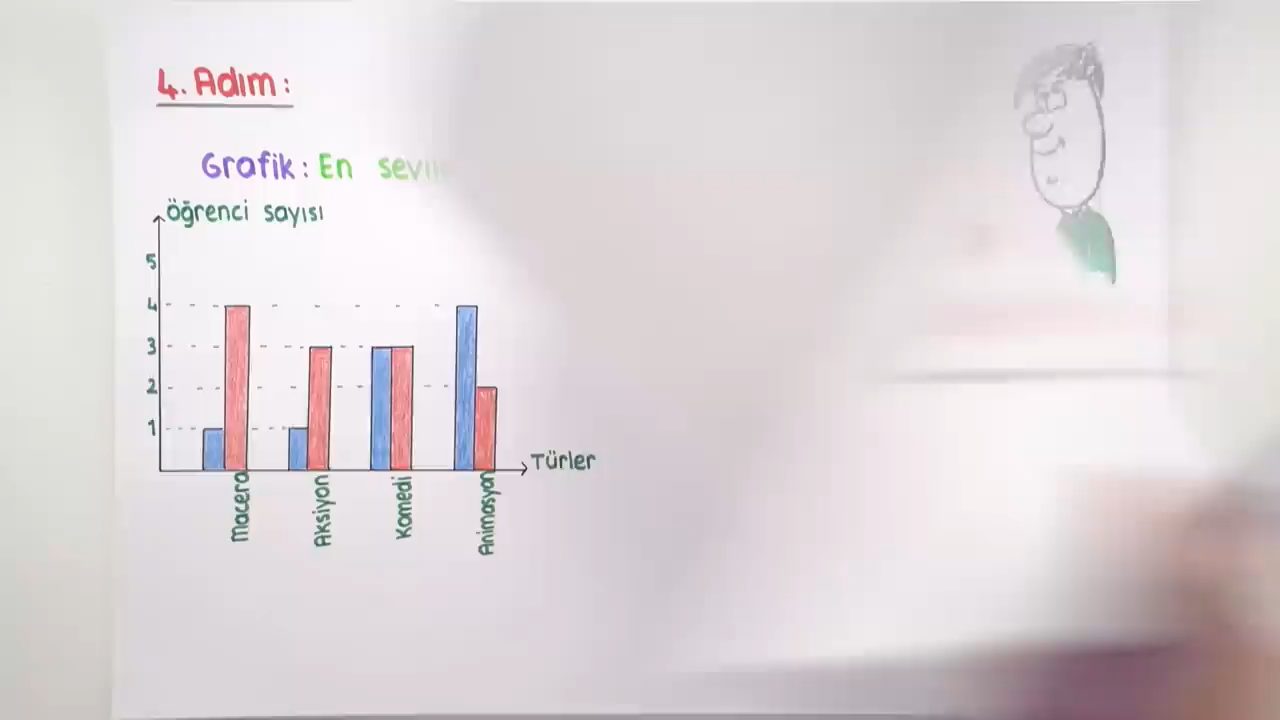 4. Adım:
Grafik: En
öğrenci sayısı
5
4
3
2
1
Türler
Macera
Aksiyon
Komedi
Animasyon